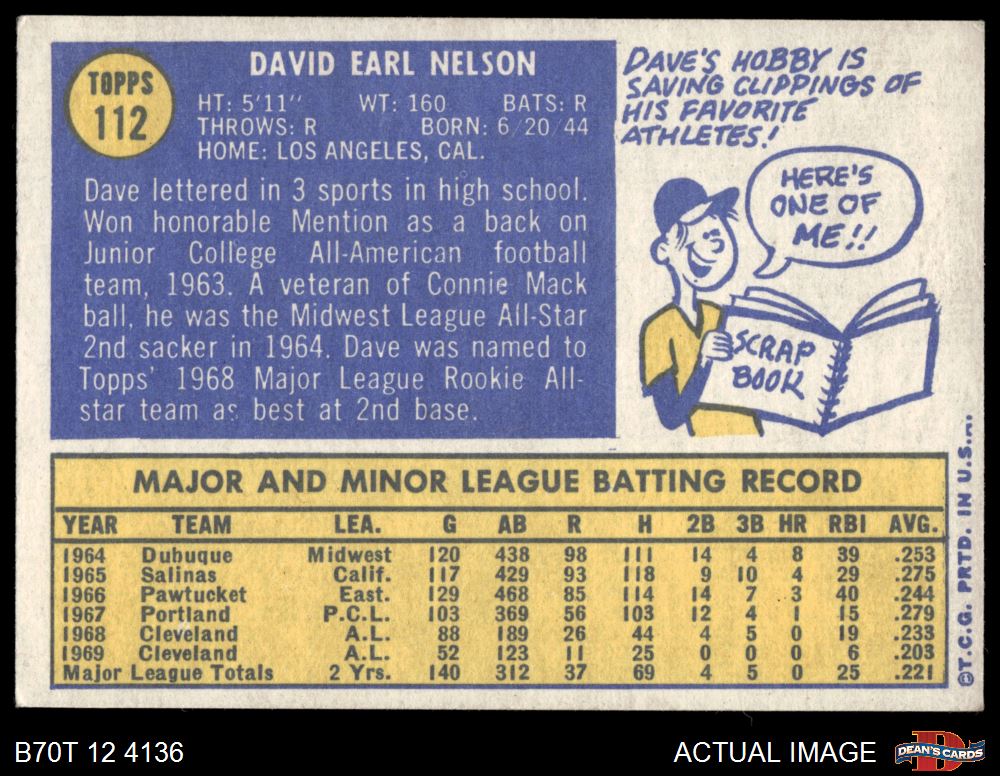 TOPPS
112
DAVID EARL NELSON
HT: 5'11" WT: 160 BATS: R
THROWS: R BORN: 6/20/44
HOME: LOS ANGELES, CAL.
Dave lettered in 3 sports in high school.
Won honorable Mention as a back on
Junior College All-American football
team, 1963. A veteran of Connie Mack
ball, he was the Midwest League All-Star
2nd sacker in 1964. Dave was named to
Topps' 1968 Major League Rookie All-
star team as best at 2nd base.
DAVE'S HOBBY IS
SAVING CLIPPINGS OF
HIS FAVORITE
ATHLETES!
HERE'S
ONE OF
ME!!
SCRAP
BOOK
MAJOR AND MINOR LEAGUE BATTING RECORD
YEAR TEAM LEA. G AB R H 2B 3B HR RBI AVG.
1964 Dubuque Midwest 120 438 98 111 14 4 8 39 .253
1965 Salinas Calif. 117 429 93 118 9 10 4 29 .275
1966 Pawtucket East. 129 468 85 114 14 7 3 40 .244
1967 Portland P.C.L. 103 369 56 103 12 4 1 15 .279
1968 Cleveland A.L. 88 189 26 44 4 5 0 19 .233
1969 Cleveland A.L. 52 123 11 25 0 0 0 6 .203
Major League Totals 2 Yrs. 140 312 37 69 4 5 0 25 .221
©T.C.G. PRTD. IN U.S.A.
B70T 12 4136
ACTUAL IMAGE
DEAN'S CARDS